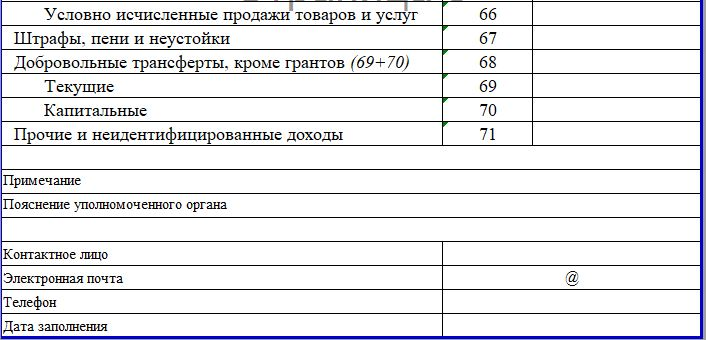 Условно исчисленные продажи товаров и услуг 66
Штрафы, пени и неустойки 67
Добровольные трансферты, кроме грантов (69+70) 68
Текущие 69
Капитальные 70
Прочие и неидентифицированные доходы 71
Примечание
Пояснение уполномоченного органа
Контактное лицо
Электронная почта @
Телефон
Дата заполнения